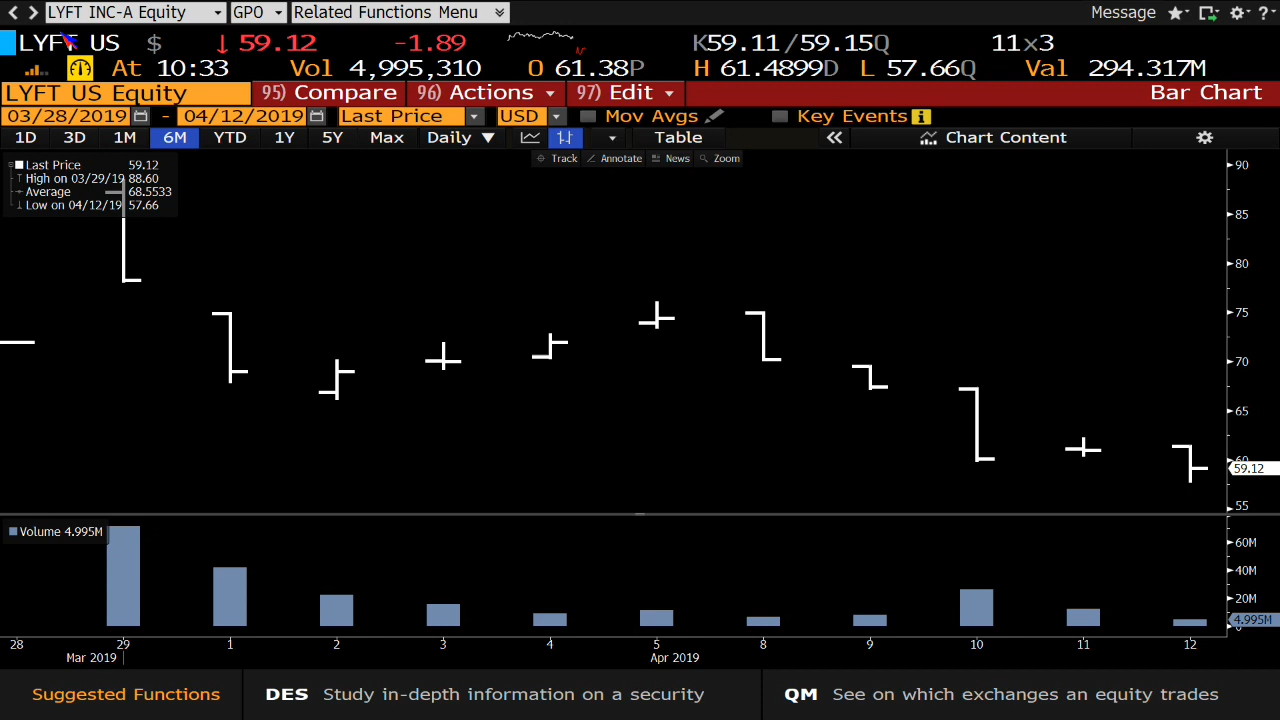 LYFT INC-A Equity GPO Related Functions Menu Message ?
LYFT US $ ↓ 59.12 -1.89 K59.11/59.15Q 11x3
At 10:33 Vol 4,995,310 O 61.38P H 61.4899D L 57.66Q Val 294.317M
LYFT US Equity 95) Compare 96) Actions 97) Edit Bar Chart
03/28/2019 - 04/12/2019 Last Price USD Mov Avgs Key Events i
1D 3D 1M 6M YTD 1Y 5Y Max Daily ▼ Table « Chart Content
Track Annotate News Zoom
Last Price 59.12
High on 03/29/19 88.60
Average 68.5533
Low on 04/12/19 57.66
90
85
80
75
70
65
60
59.12
55
Volume 4.995M
60M
40M
20M
4.995M
0
28 29 1 2 3 4 5 8 9 10 11 12
Mar 2019 Apr 2019
Suggested Functions DES Study in-depth information on a security QM See on which exchanges an equity trades